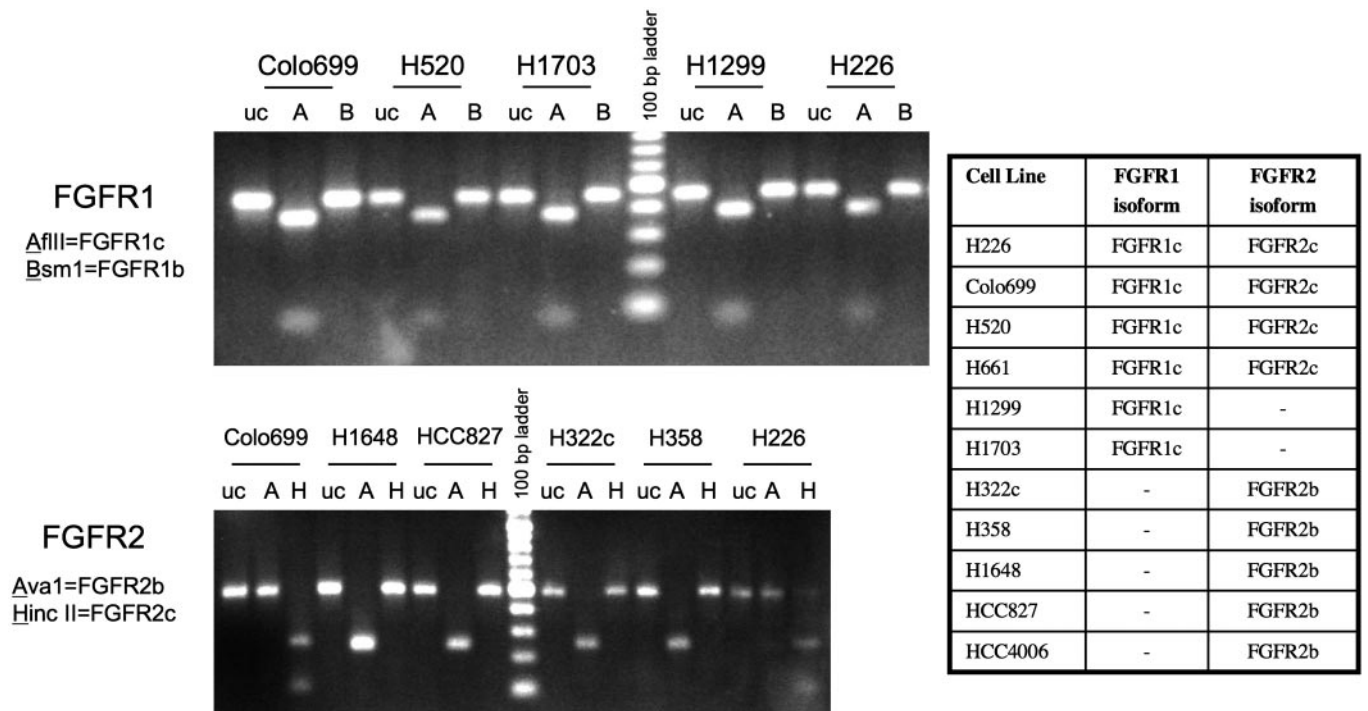 Colo699 H520 H1703 100 bp ladder H1299 H226
uc A B uc A B uc A B uc A B uc A B
FGFR1
AflII=FGFR1c
Bsm1=FGFR1b
Colo699 H1648 HCC827 100 bp ladder H322c H358 H226
uc A H uc A H uc A H uc A H uc A H uc A H
FGFR2
Ava1=FGFR2b
Hinc II=FGFR2c
Cell Line FGFR1 FGFR2
isoform isoform
H226 FGFR1c FGFR2c
Colo699 FGFR1c FGFR2c
H520 FGFR1c FGFR2c
H661 FGFR1c FGFR2c
H1299 FGFR1c -
H1703 FGFR1c -
H322c - FGFR2b
H358 - FGFR2b
H1648 - FGFR2b
HCC827 - FGFR2b
HCC4006 - FGFR2b